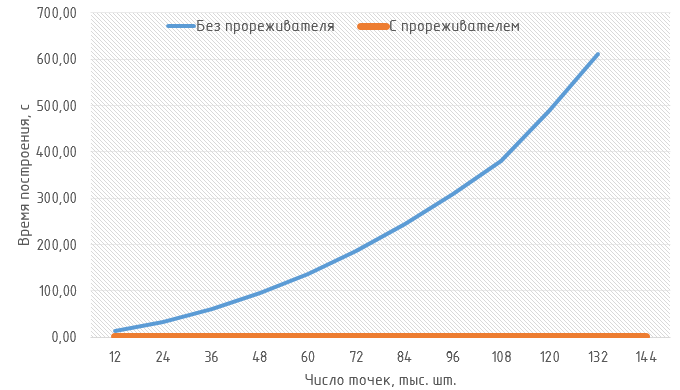 700,00
Без прореживателя С прореживателем
600,00
500,00
400,00
300,00
200,00
100,00
0,00
Время построения, с
12 24 36 48 60 72 84 96 108 120 132 144
Число точек, тыс. шт.